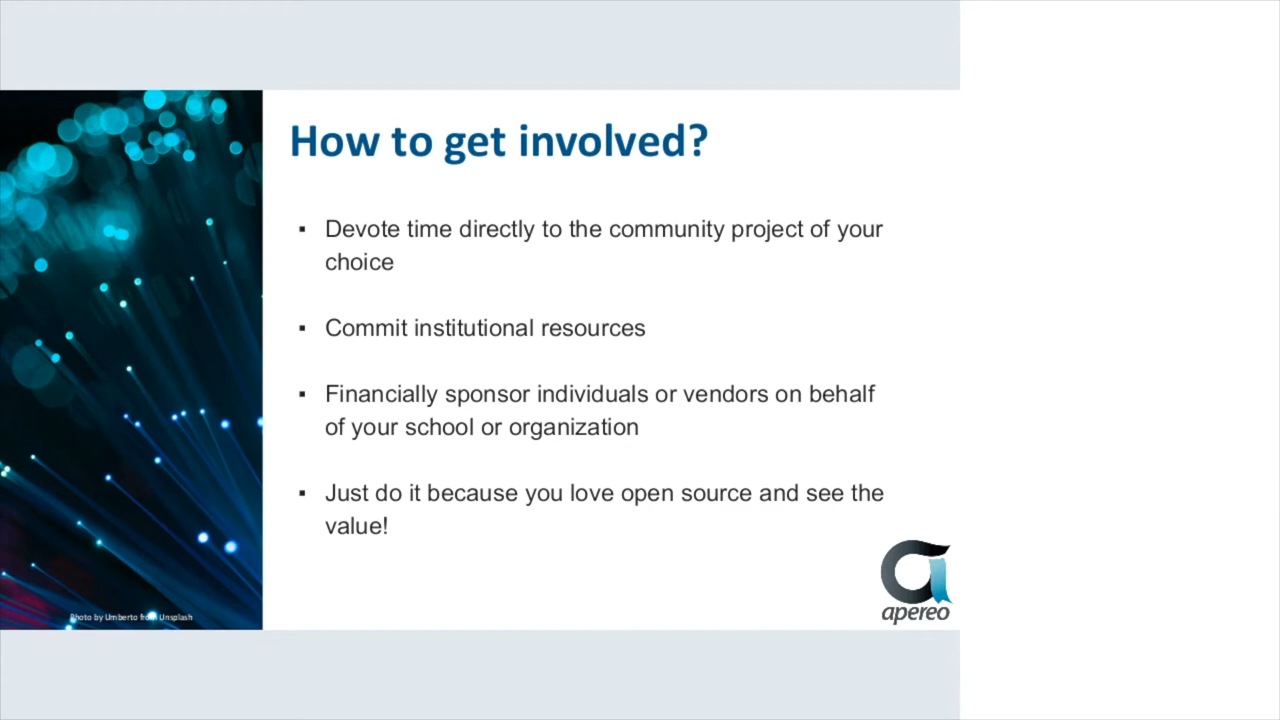 How to get involved?
▪ Devote time directly to the community project of your
choice
▪ Commit institutional resources
▪ Financially sponsor individuals or vendors on behalf
of your school or organization
▪ Just do it because you love open source and see the
value!
apereo
Photo by Umberto from Unsplash